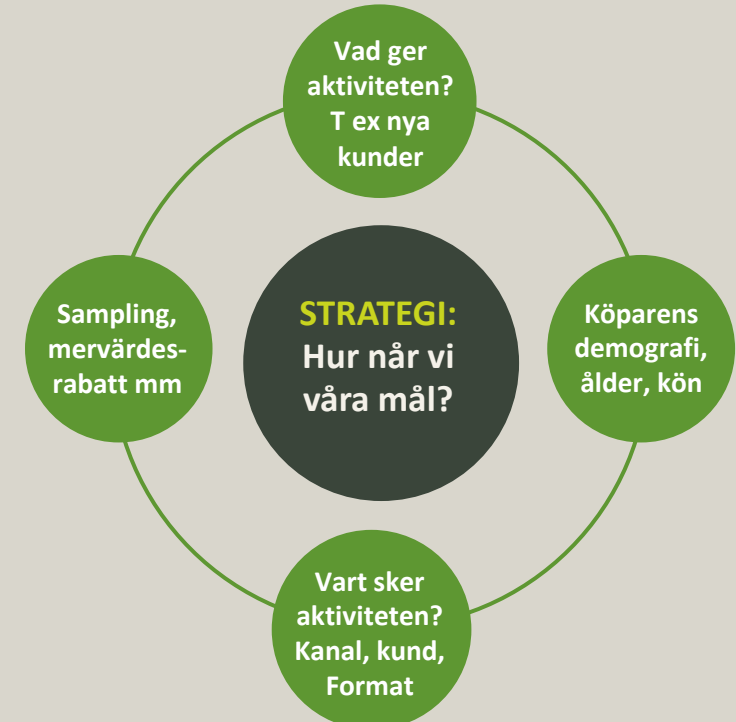 Vad ger
aktiviteten?
T ex nya
kunder
Sampling,
mervärdes-
rabatt mm
STRATEGI:
Hur når vi
våra mål?
Köparens
demografi,
ålder, kön
Vart sker
aktiviteten?
Kanal, kund,
Format